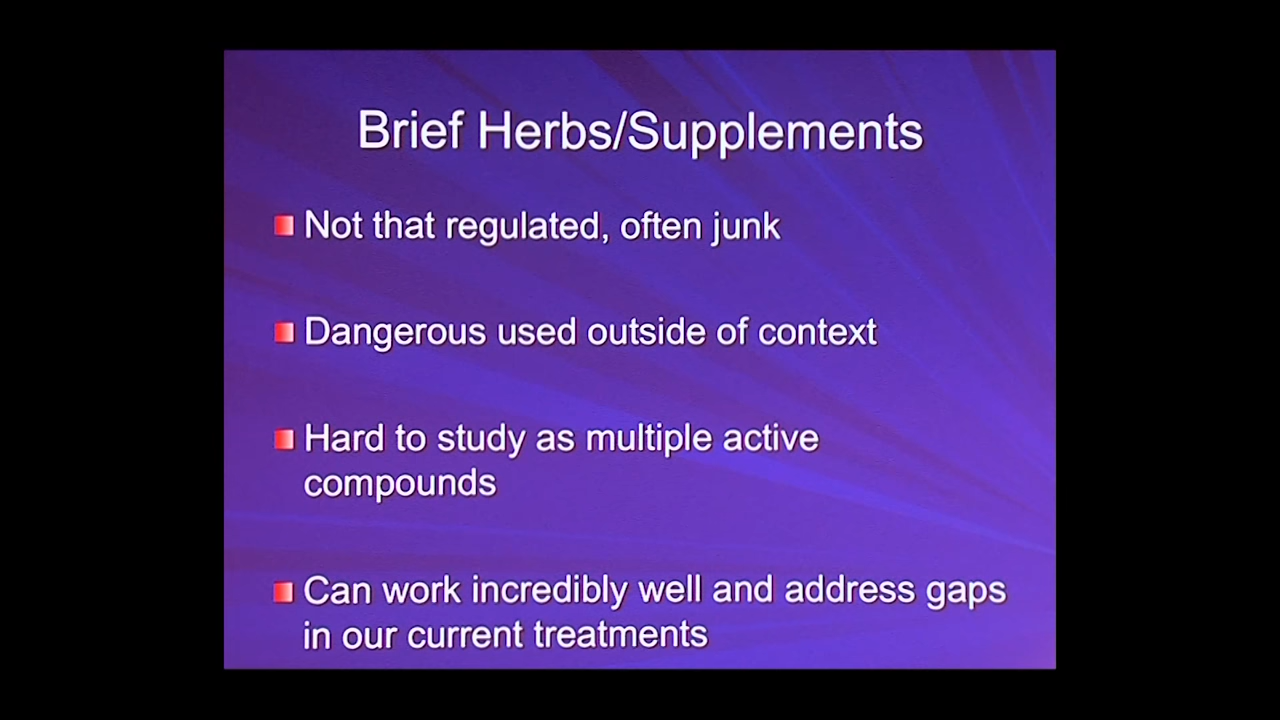 Brief Herbs/Supplements
Not that regulated, often junk
Dangerous used outside of context
Hard to study as multiple active
compounds
Can work incredibly well and address gaps
in our current treatments